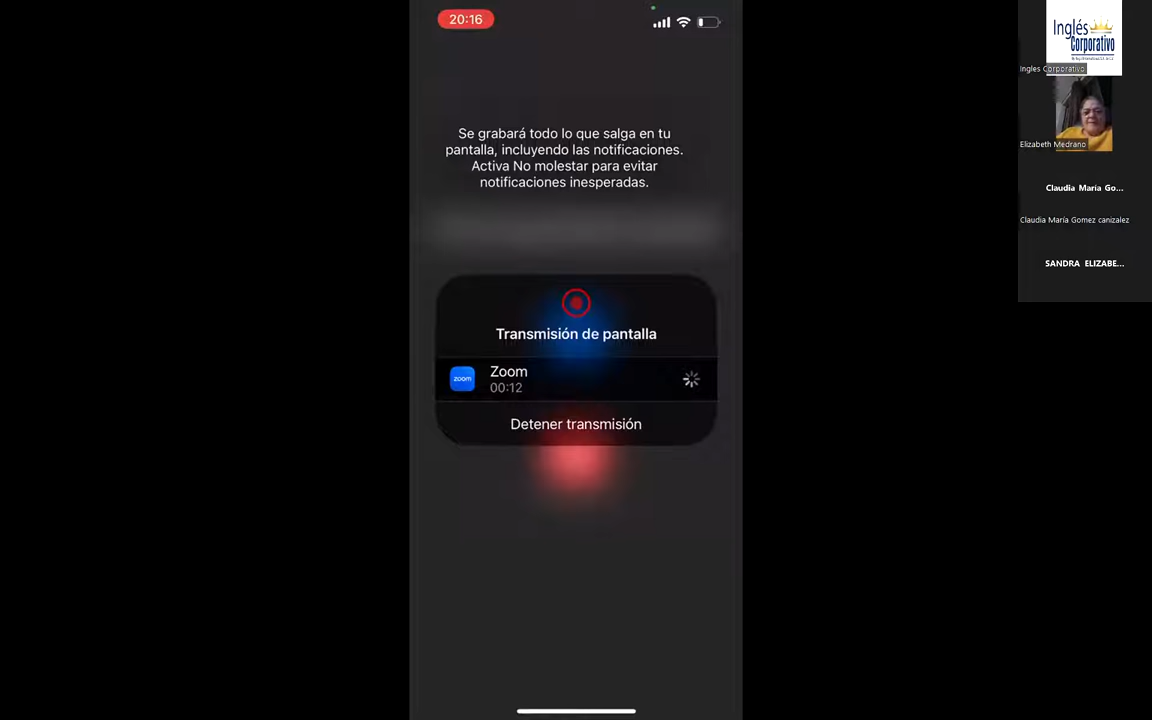 20:16
Se grabará todo lo que salga en tu
pantalla, incluyendo las notificaciones.
Activa No molestar para evitar
notificaciones inesperadas.
Transmisión de pantalla
zoom
Zoom
00:12
Detener transmisión
Inglés
Corporativo
Ingles Corporativo
Elizabeth Medrano
Claudia María Go...
Claudia María Gomez canizalez
SANDRA ELIZABE...